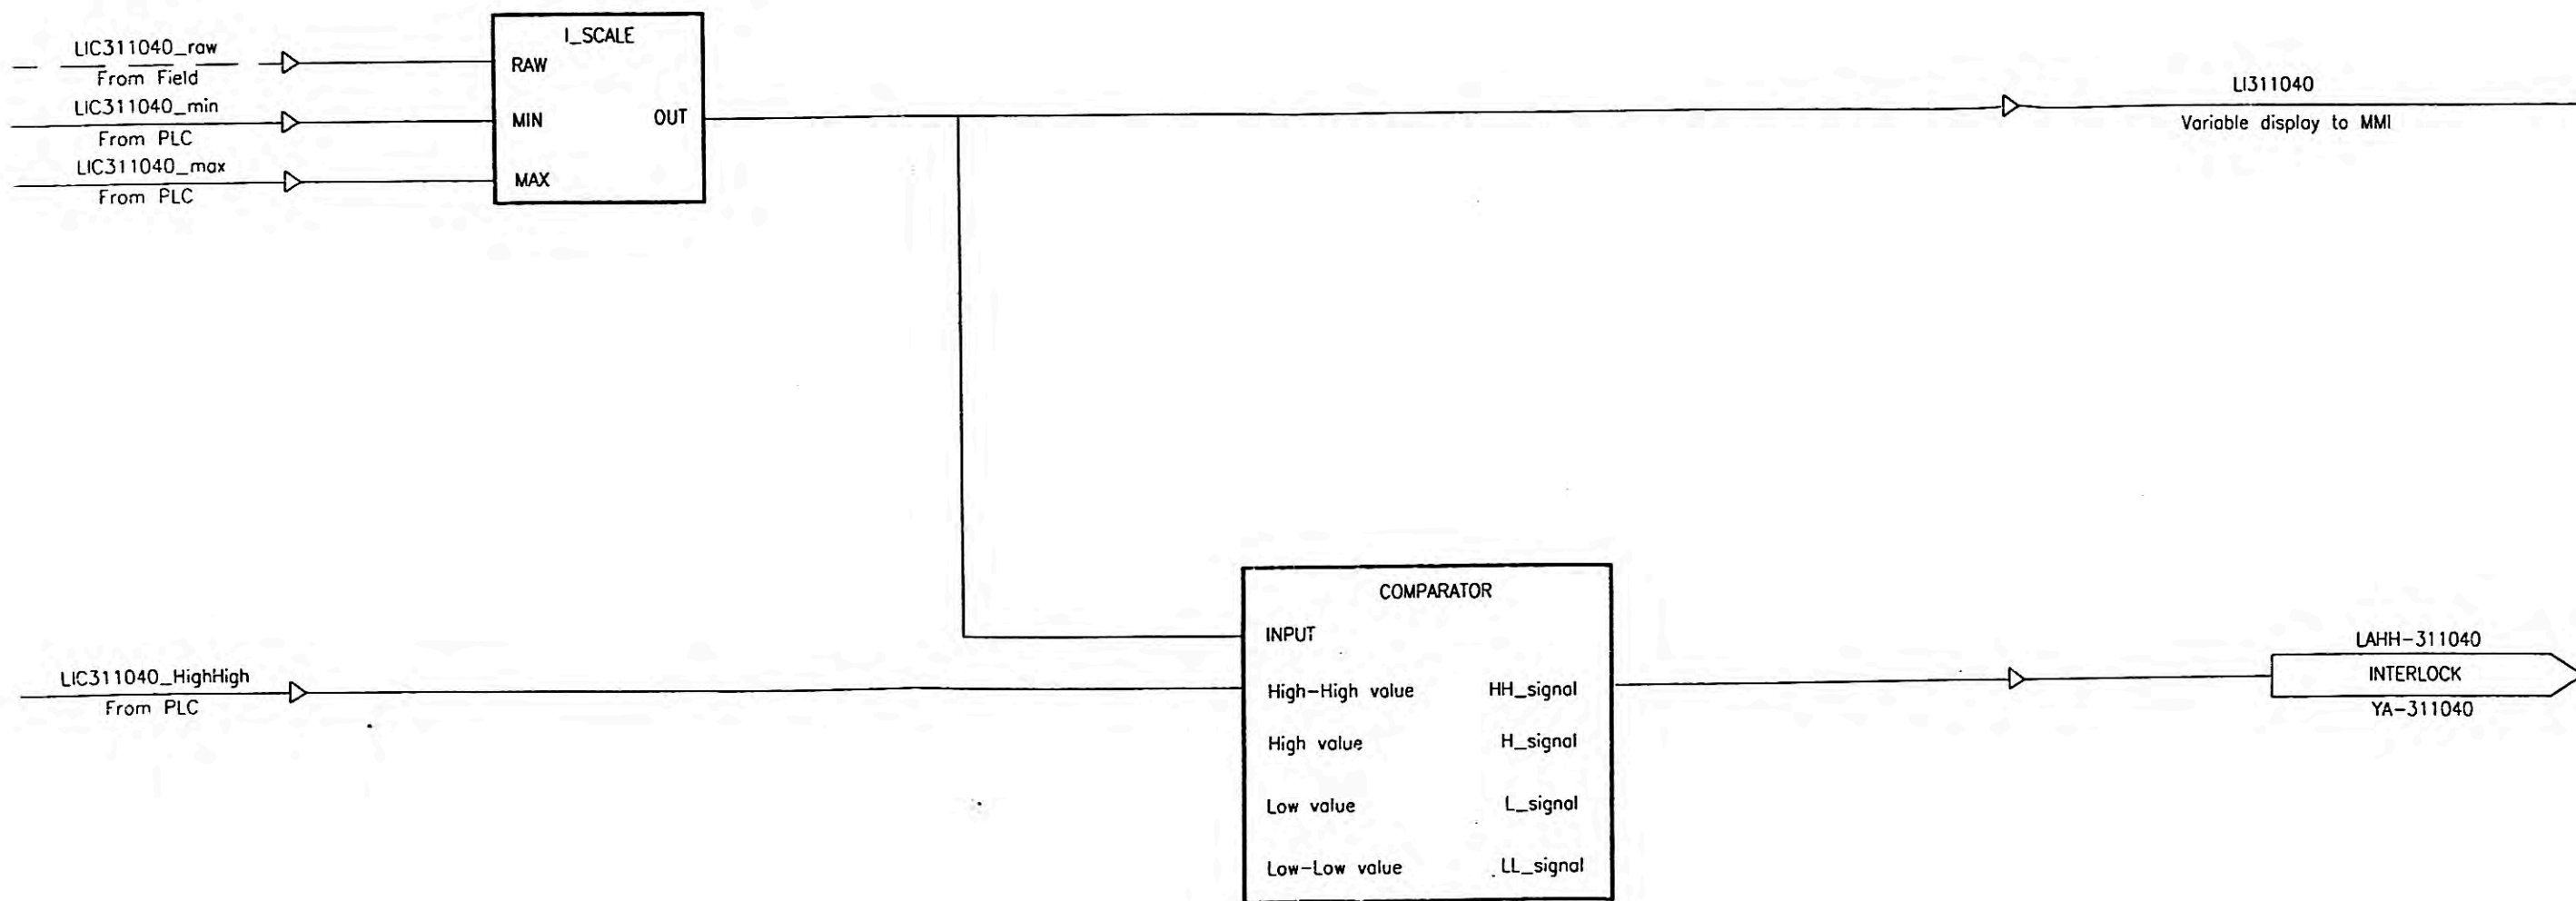 I_SCALE
LIC311040_raw
From Field
RAW
LIC311040_min
From PLC
MIN
OUT
LIC311040_max
From PLC
MAX
LI311040
Variable display to MMI
COMPARATOR
INPUT
LIC311040_HighHigh
From PLC
High-High value
HH_signal
High value
H_signal
Low value
L_signal
Low-Low value
LL_signal
LAHH-311040
INTERLOCK
YA-311040